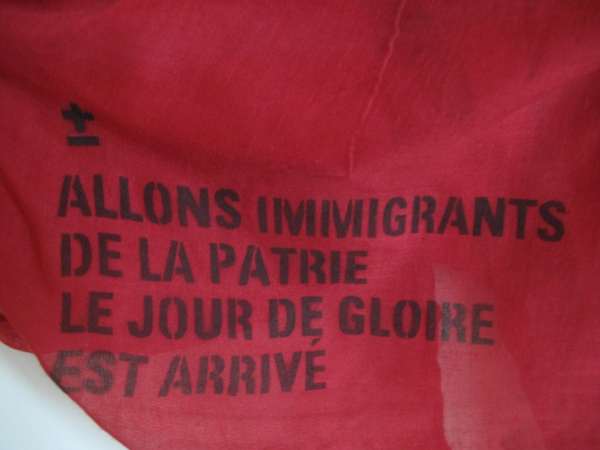 ±
ALLONS IMMIGRANTS
DE LA PATRIE
LE JOUR DE GLOIRE
EST ARRIVÉ